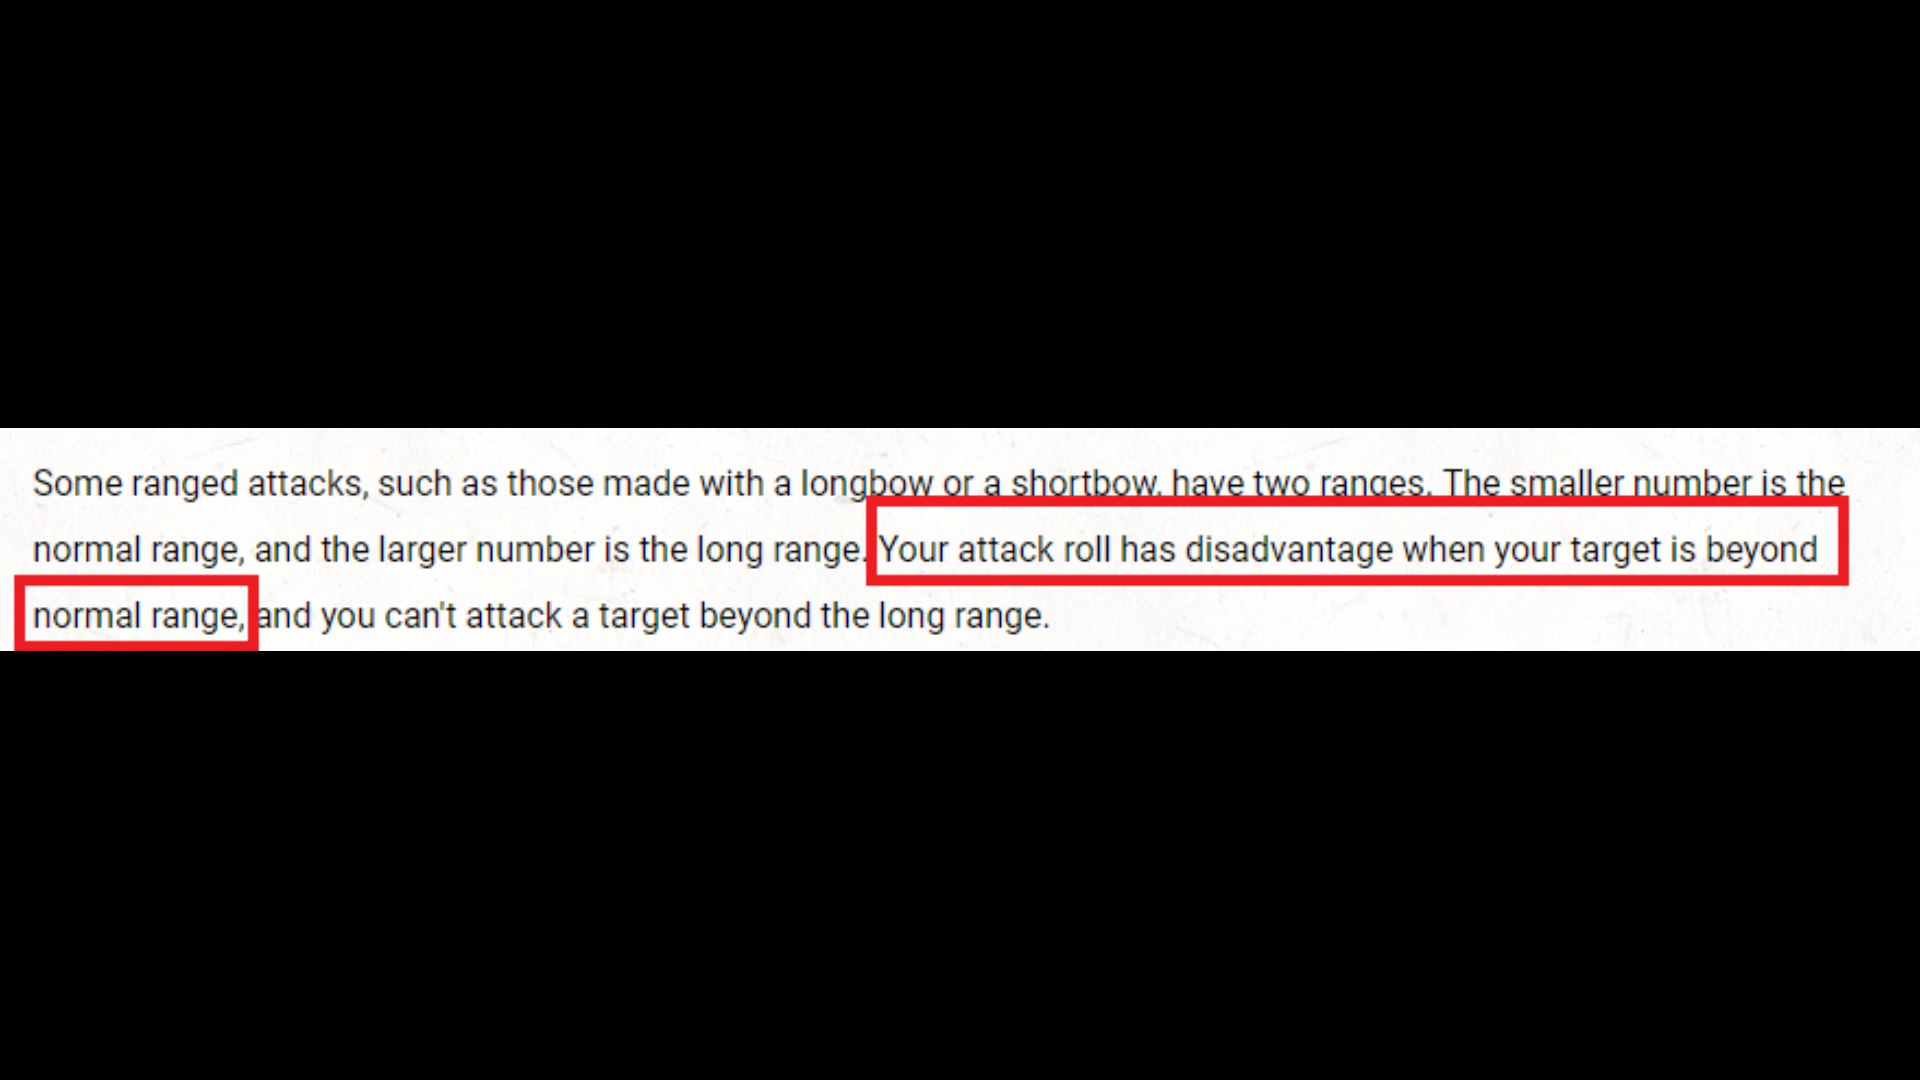 Some ranged attacks, such as those made with a longbow or a shortbow, have two ranges. The smaller number is the
normal range, and the larger number is the long range. Your attack roll has disadvantage when your target is beyond
normal range, and you can't attack a target beyond the long range.